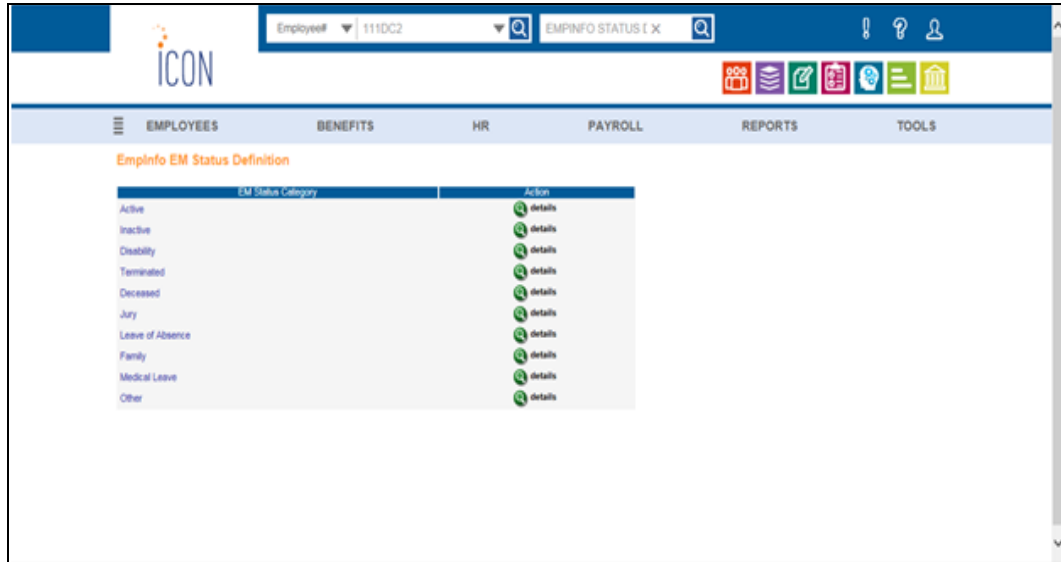 Employee# 111DC2 EMPINFO STATUS D X
iCON
EMPLOYEES BENEFITS HR PAYROLL REPORTS TOOLS
EmpInfo EM Status Definition
EM Status Category Action
Active details
Inactive details
Disability details
Terminated details
Deceased details
Jury details
Leave of Absence details
Family details
Medical Leave details
Other details